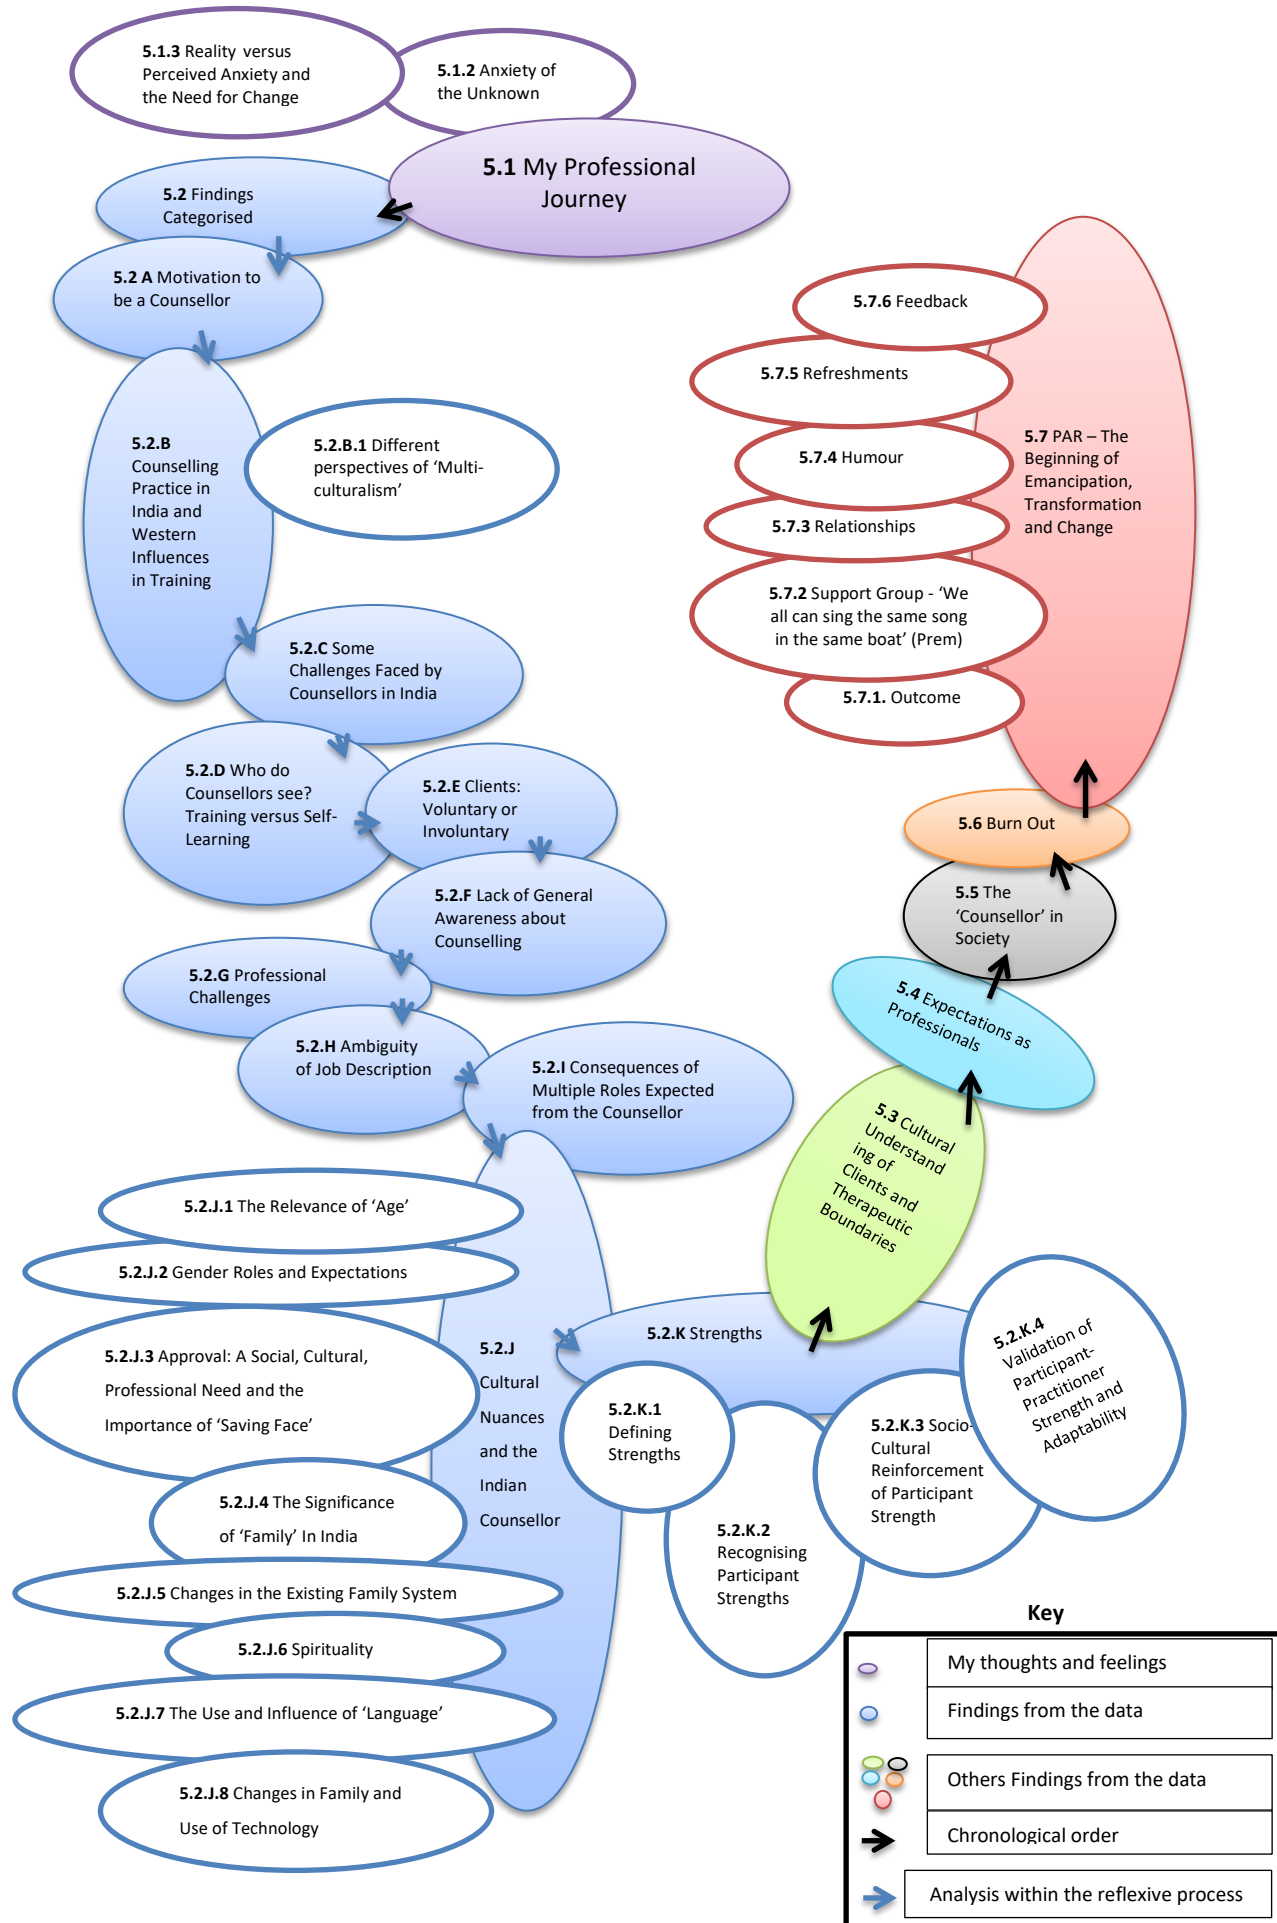 5.1.3 Reality versus
Perceived Anxiety and
the Need for Change
5.1.2 Anxiety of
the Unknown
5.1 My Professional
Journey
5.2 Findings
Categorised
5.2 A Motivation to
be a Counsellor
5.2.B
Counselling
Practice in
India and
Western
Influences
in Training
5.2.B.1 Different
perspectives of ‘Multi-
culturalism’
5.2.C Some
Challenges Faced by
Counsellors in India
5.2.D Who do
Counsellors see?
Training versus Self-
Learning
5.2.E Clients:
Voluntary or
Involuntary
5.2.F Lack of General
Awareness about
Counselling
5.2.G Professional
Challenges
5.2.H Ambiguity
of Job Description
5.2.I Consequences of
Multiple Roles Expected
from the Counsellor
5.2.J
Cultural
Nuances
and the
Indian
Counsellor
5.2.J.1 The Relevance of ‘Age’
5.2.J.2 Gender Roles and Expectations
5.2.J.3 Approval: A Social, Cultural,
Professional Need and the
Importance of ‘Saving Face’
5.2.J.4 The Significance
of ‘Family’ In India
5.2.J.5 Changes in the Existing Family System
5.2.J.6 Spirituality
5.2.J.7 The Use and Influence of ‘Language’
5.2.J.8 Changes in Family and
Use of Technology
5.2.K Strengths
5.2.K.1
Defining
Strengths
5.2.K.2
Recognising
Participant
Strengths
5.2.K.3 Socio-
Cultural
Reinforcement
of Participant
Strength
5.2.K.4
Validation of
Participant-
Practitioner
Strength and
Adaptability
5.3 Cultural
Understand
ing of
Clients and
Therapeutic
Boundaries
5.4 Expectations as
Professionals
5.5 The
‘Counsellor’ in
Society
5.6 Burn Out
5.7 PAR – The
Beginning of
Emancipation,
Transformation
and Change
5.7.6 Feedback
5.7.5 Refreshments
5.7.4 Humour
5.7.3 Relationships
5.7.2 Support Group - ‘We
all can sing the same song
in the same boat’ (Prem)
5.7.1. Outcome
Key
My thoughts and feelings
Findings from the data
Others Findings from the data
Chronological order
Analysis within the reflexive process